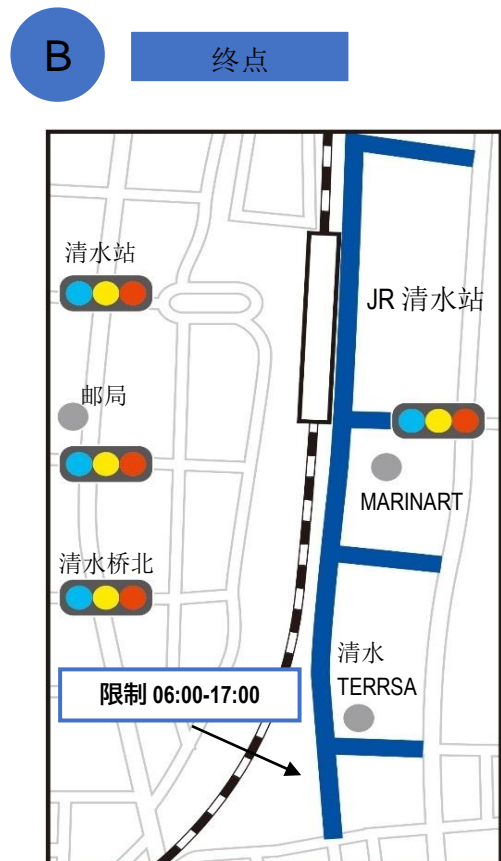 B
终点
清水站
JR 清水站
邮局
MARINART
清水桥北
清水
TERRSA
限制 06:00-17:00